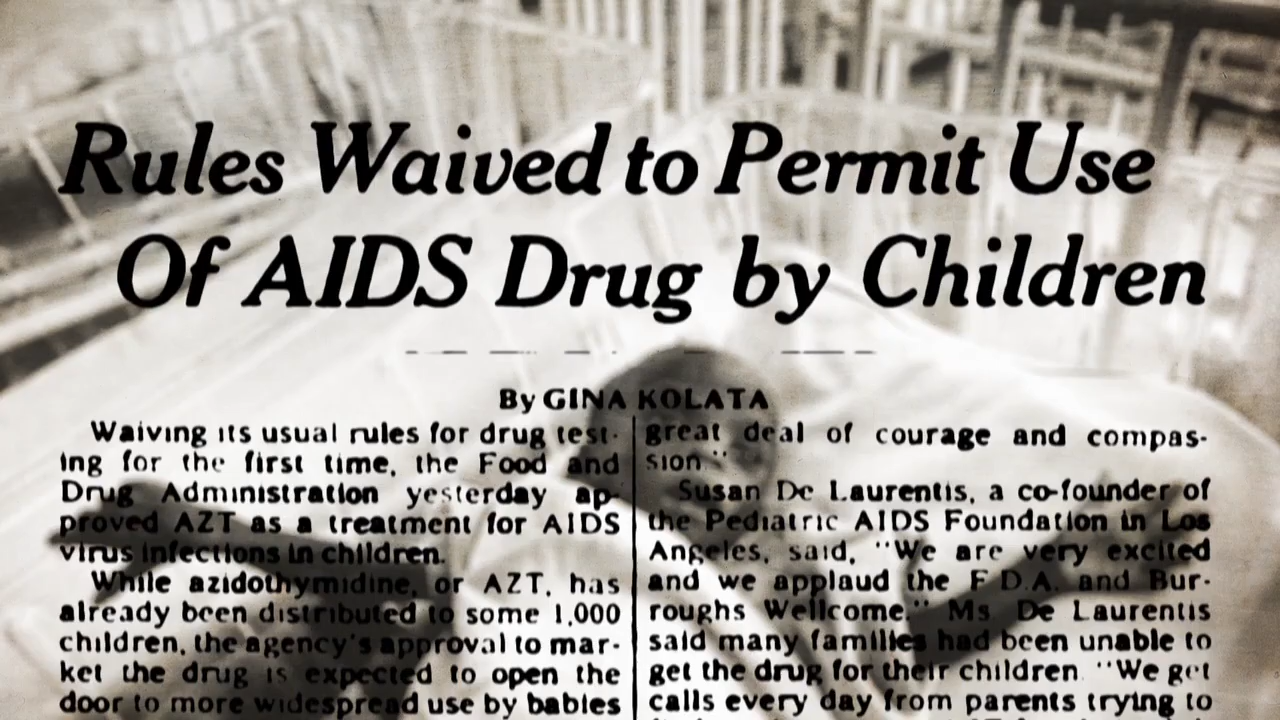 Rules Waived to Permit Use
Of AIDS Drug by Children
By GINA KOLATA
Waiving its usual rules for drug test-
ing for the first time, the Food and
Drug Administration yesterday ap-
proved AZT as a treatment for AIDS
virus infections in children.
While azidothymidine, or AZT, has
already been distributed to some 1,000
children, the agency's approval to mar-
ket the drug is expected to open the
door to more widespread use by babies
great deal of courage and compas-
sion."
Susan De Laurentis, a co-founder of
the Pediatric AIDS Foundation in Los
Angeles, said, "We are very excited
and we applaud the F.D.A. and Bur-
roughs Wellcome." Ms. De Laurentis
said many families had been unable to
get the drug for their children. "We get
calls every day from parents trying to